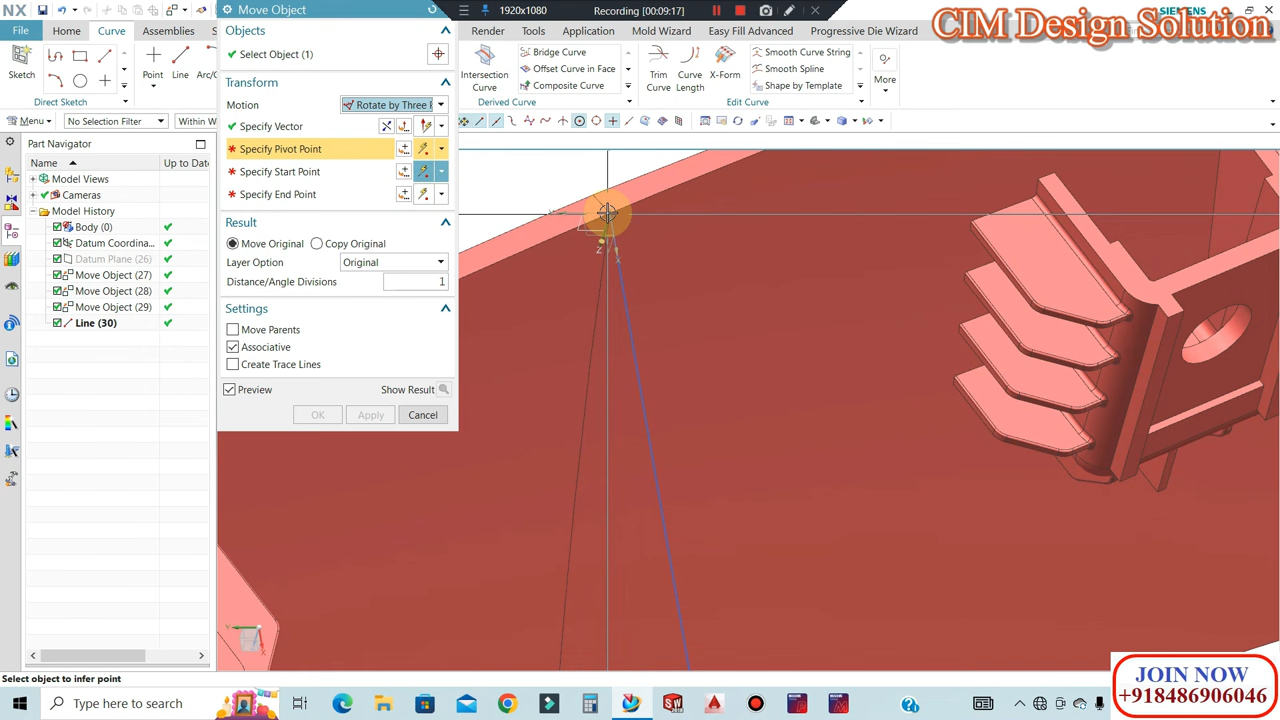 NX
Move Object
1920x1080
Recording [00:09:17]
SIEMENS
CIM Design Solution
File
Home
Curve
Assemblies
Render
Tools
Application
Mold Wizard
Easy Fill Advanced
Progressive Die Wizard
Sketch
Point
Line
Direct Sketch
Intersection
Curve
Bridge Curve
Offset Curve in Face
Composite Curve
Derived Curve
Trim
Curve
Curve
Length
X-Form
Smooth Curve String
Smooth Spline
Shape by Template
Edit Curve
More
Menu
No Selection Filter
Within W
Part Navigator
Name
Up to Date
Model Views
Cameras
Model History
Body (0)
Datum Coordina...
Datum Plane (26)
Move Object (27)
Move Object (28)
Move Object (29)
Line (30)
Objects
Select Object (1)
Transform
Motion
Rotate by Three
Specify Vector
Specify Pivot Point
Specify Start Point
Specify End Point
Result
Move Original
Copy Original
Layer Option
Original
Distance/Angle Divisions
1
Settings
Move Parents
Associative
Create Trace Lines
Preview
Show Result
OK
Apply
Cancel
Z
X
Y
X
Select object to infer point
Type here to search
JOIN NOW
+918486906046